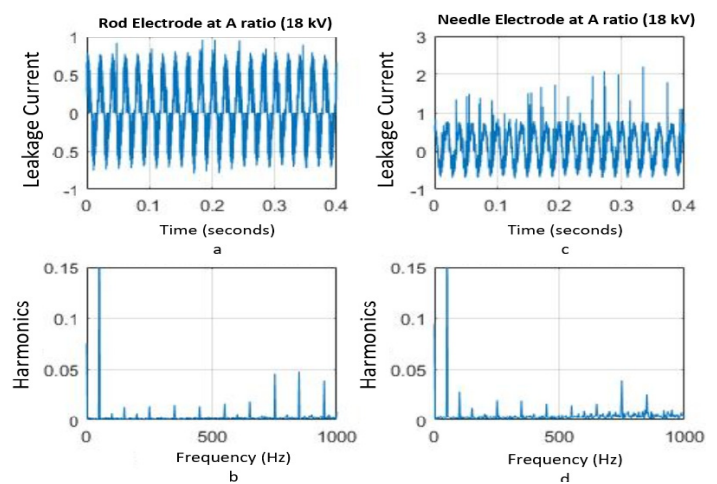 Rod Electrode at A ratio (18 kV)
1
0.5
0
-0.5
-1
Leakage Current
0 0.1 0.2 0.3 0.4
Time (seconds)
a
Needle Electrode at A ratio (18 kV)
3
2
1
0
-1
Leakage Current
0 0.1 0.2 0.3 0.4
Time (seconds)
c
0.15
0.1
0.05
0
Harmonics
0 500 1000
Frequency (Hz)
b
0.15
0.1
0.05
0
Harmonics
0 500 1000
Frequency (Hz)
d